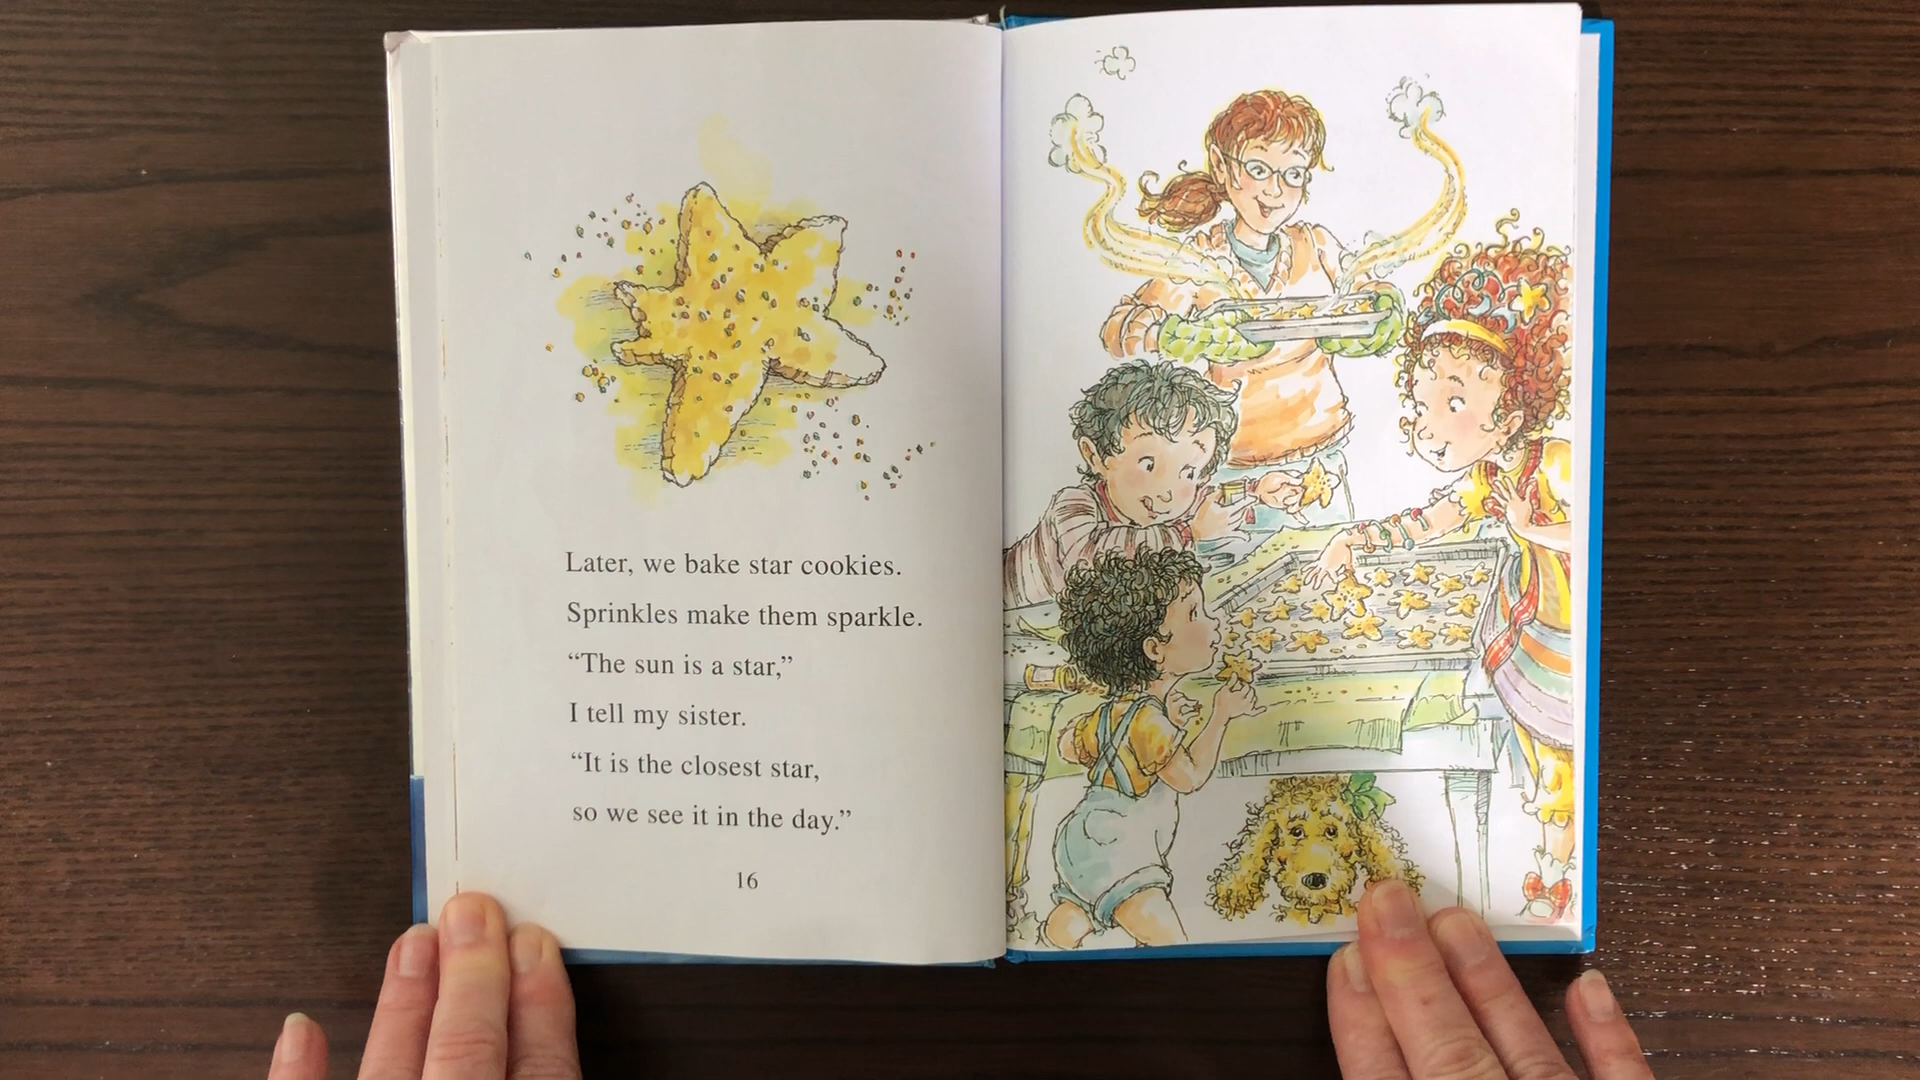 Later, we bake star cookies.
Sprinkles make them sparkle.
“The sun is a star,”
I tell my sister.
“It is the closest star,
so we see it in the day.”
16